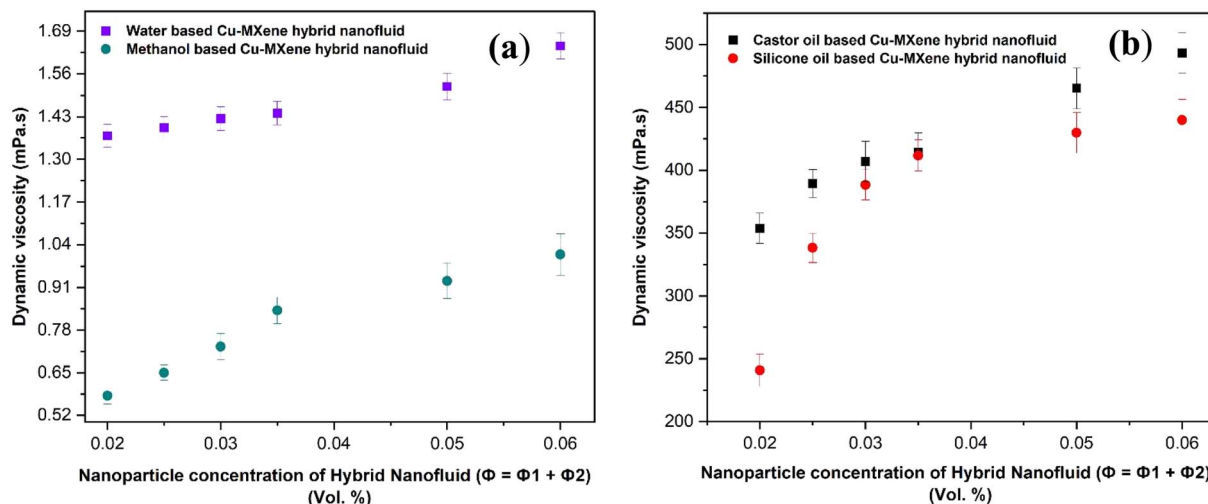 Water based Cu-MXene hybrid nanofluid
Methanol based Cu-MXene hybrid nanofluid
(a)
1.69
1.56
1.43
1.30
1.17
1.04
0.91
0.78
0.65
0.52
Dynamic viscosity (mPa.s)
0.02
0.03
0.04
0.05
0.06
Nanoparticle concentration of Hybrid Nanofluid (Φ = Φ1 + Φ2)
(Vol. %)
Castor oil based Cu-MXene hybrid nanofluid
Silicone oil based Cu-MXene hybrid nanofluid
(b)
500
450
400
350
300
250
200
Dynamic viscosity (mPa.s)
0.02
0.03
0.04
0.05
0.06
Nanoparticle concentration of Hybrid Nanofluid (Φ = Φ1 + Φ2)
(Vol. %)